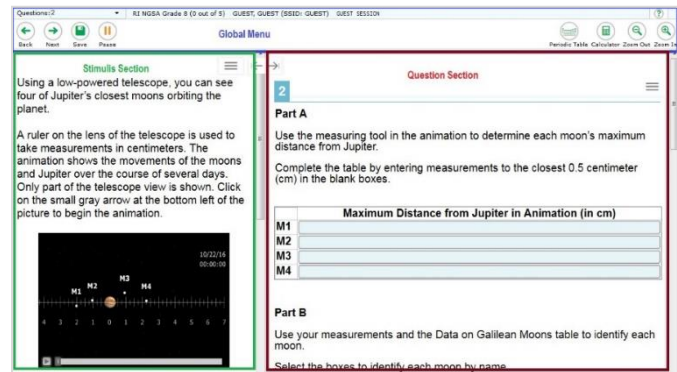 Questions:2 RI NGSA Grade 8 (0 out of 5) GUEST, GUEST (SSID: GUEST) GUEST SESSION
Back Next Save Pause
Global Menu
Periodic Table Calculator Zoom Out Zoom In
Stimulis Section
Using a low-powered telescope, you can see
four of Jupiter's closest moons orbiting the
planet.
A ruler on the lens of the telescope is used to
take measurements in centimeters. The
animation shows the movements of the moons
and Jupiter over the course of several days.
Only part of the telescope view is shown. Click
on the small gray arrow at the bottom left of the
picture to begin the animation.
10/22/16
00:00:00
M1 M2 M3 M4
4 3 2 1 0 1 2 3 4 5 6 7
Question Section
2
Part A
Use the measuring tool in the animation to determine each moon's maximum
distance from Jupiter.
Complete the table by entering measurements to the closest 0.5 centimeter
(cm) in the blank boxes.
Maximum Distance from Jupiter in Animation (in cm)
M1
M2
M3
M4
Part B
Use your measurements and the Data on Galilean Moons table to identify each
moon.
Select the boxes to identify each moon by name.